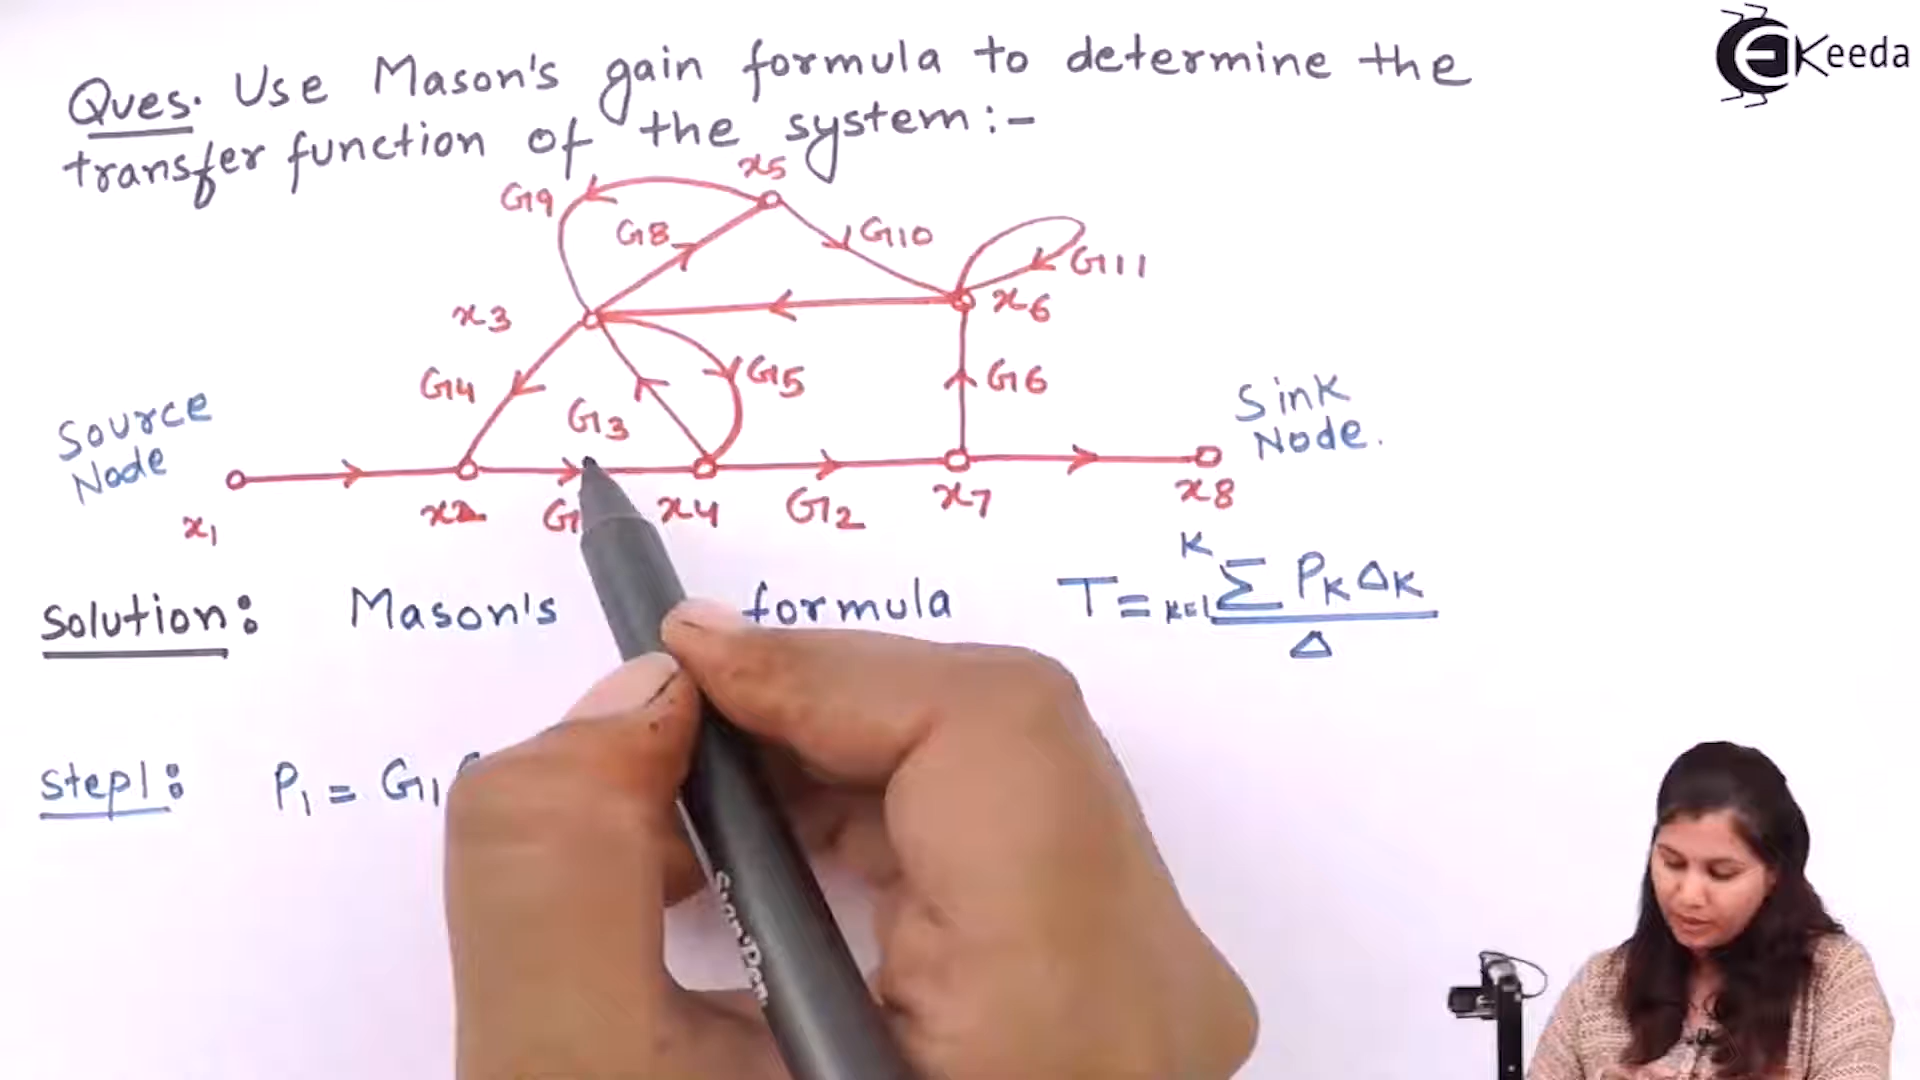 Ques. Use Mason's gain formula to determine the
transfer function of the system:-
EKeeda
x5
G9
G8
G10
G11
x3
x6
G4
G5
G3
G6
Source
Node
Sink
Node.
x1
x2
G
x4
G2
x7
x8
Solution: Mason's formula T = K Σ k=1 PK ΔK / Δ
Step1: P1 = G1